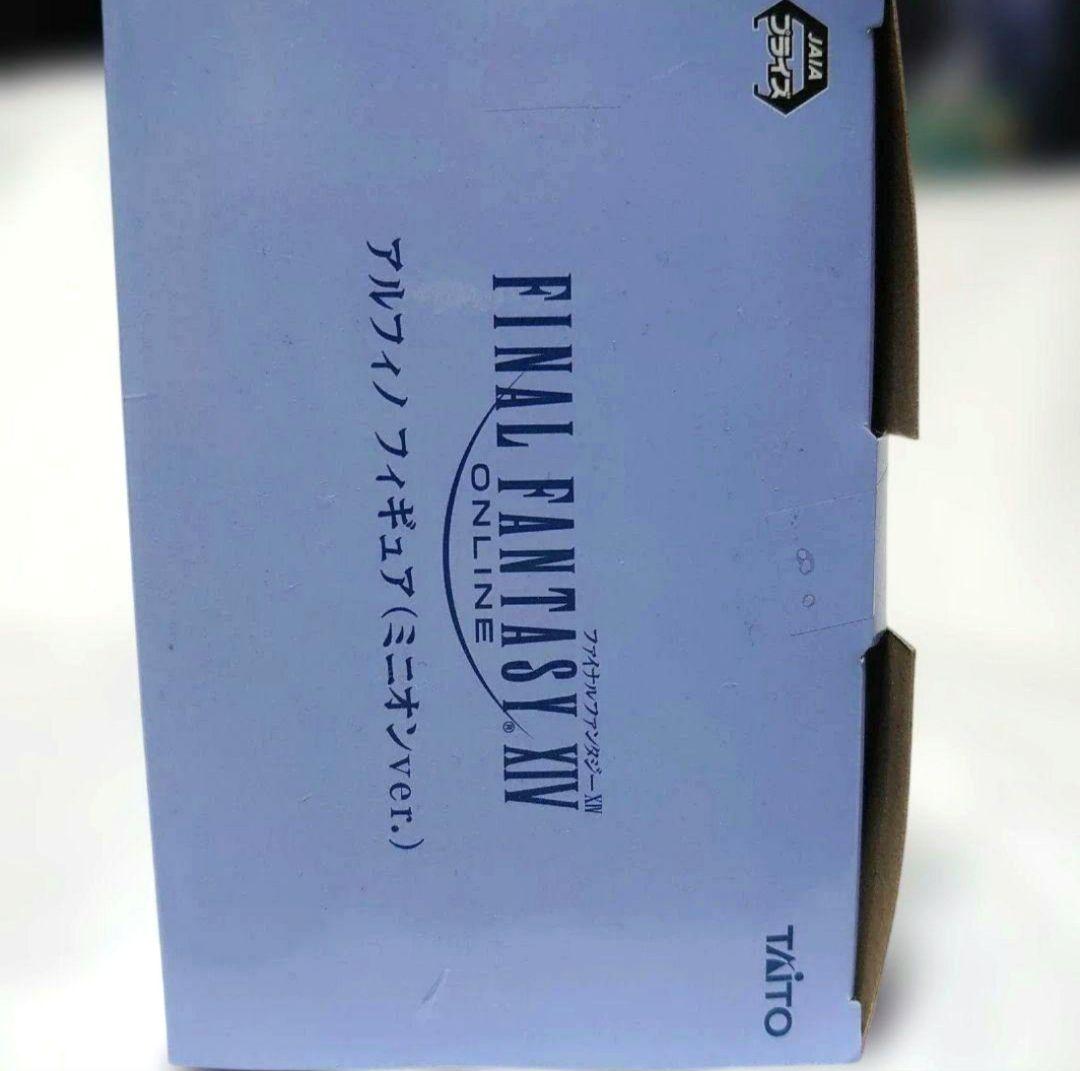 JAIA
プライズ
TAITO
ファイナルファンタジーXIV
FINAL FANTASY XIV®
ONLINE
アルフィノ フィギュア(ミニオンver.)